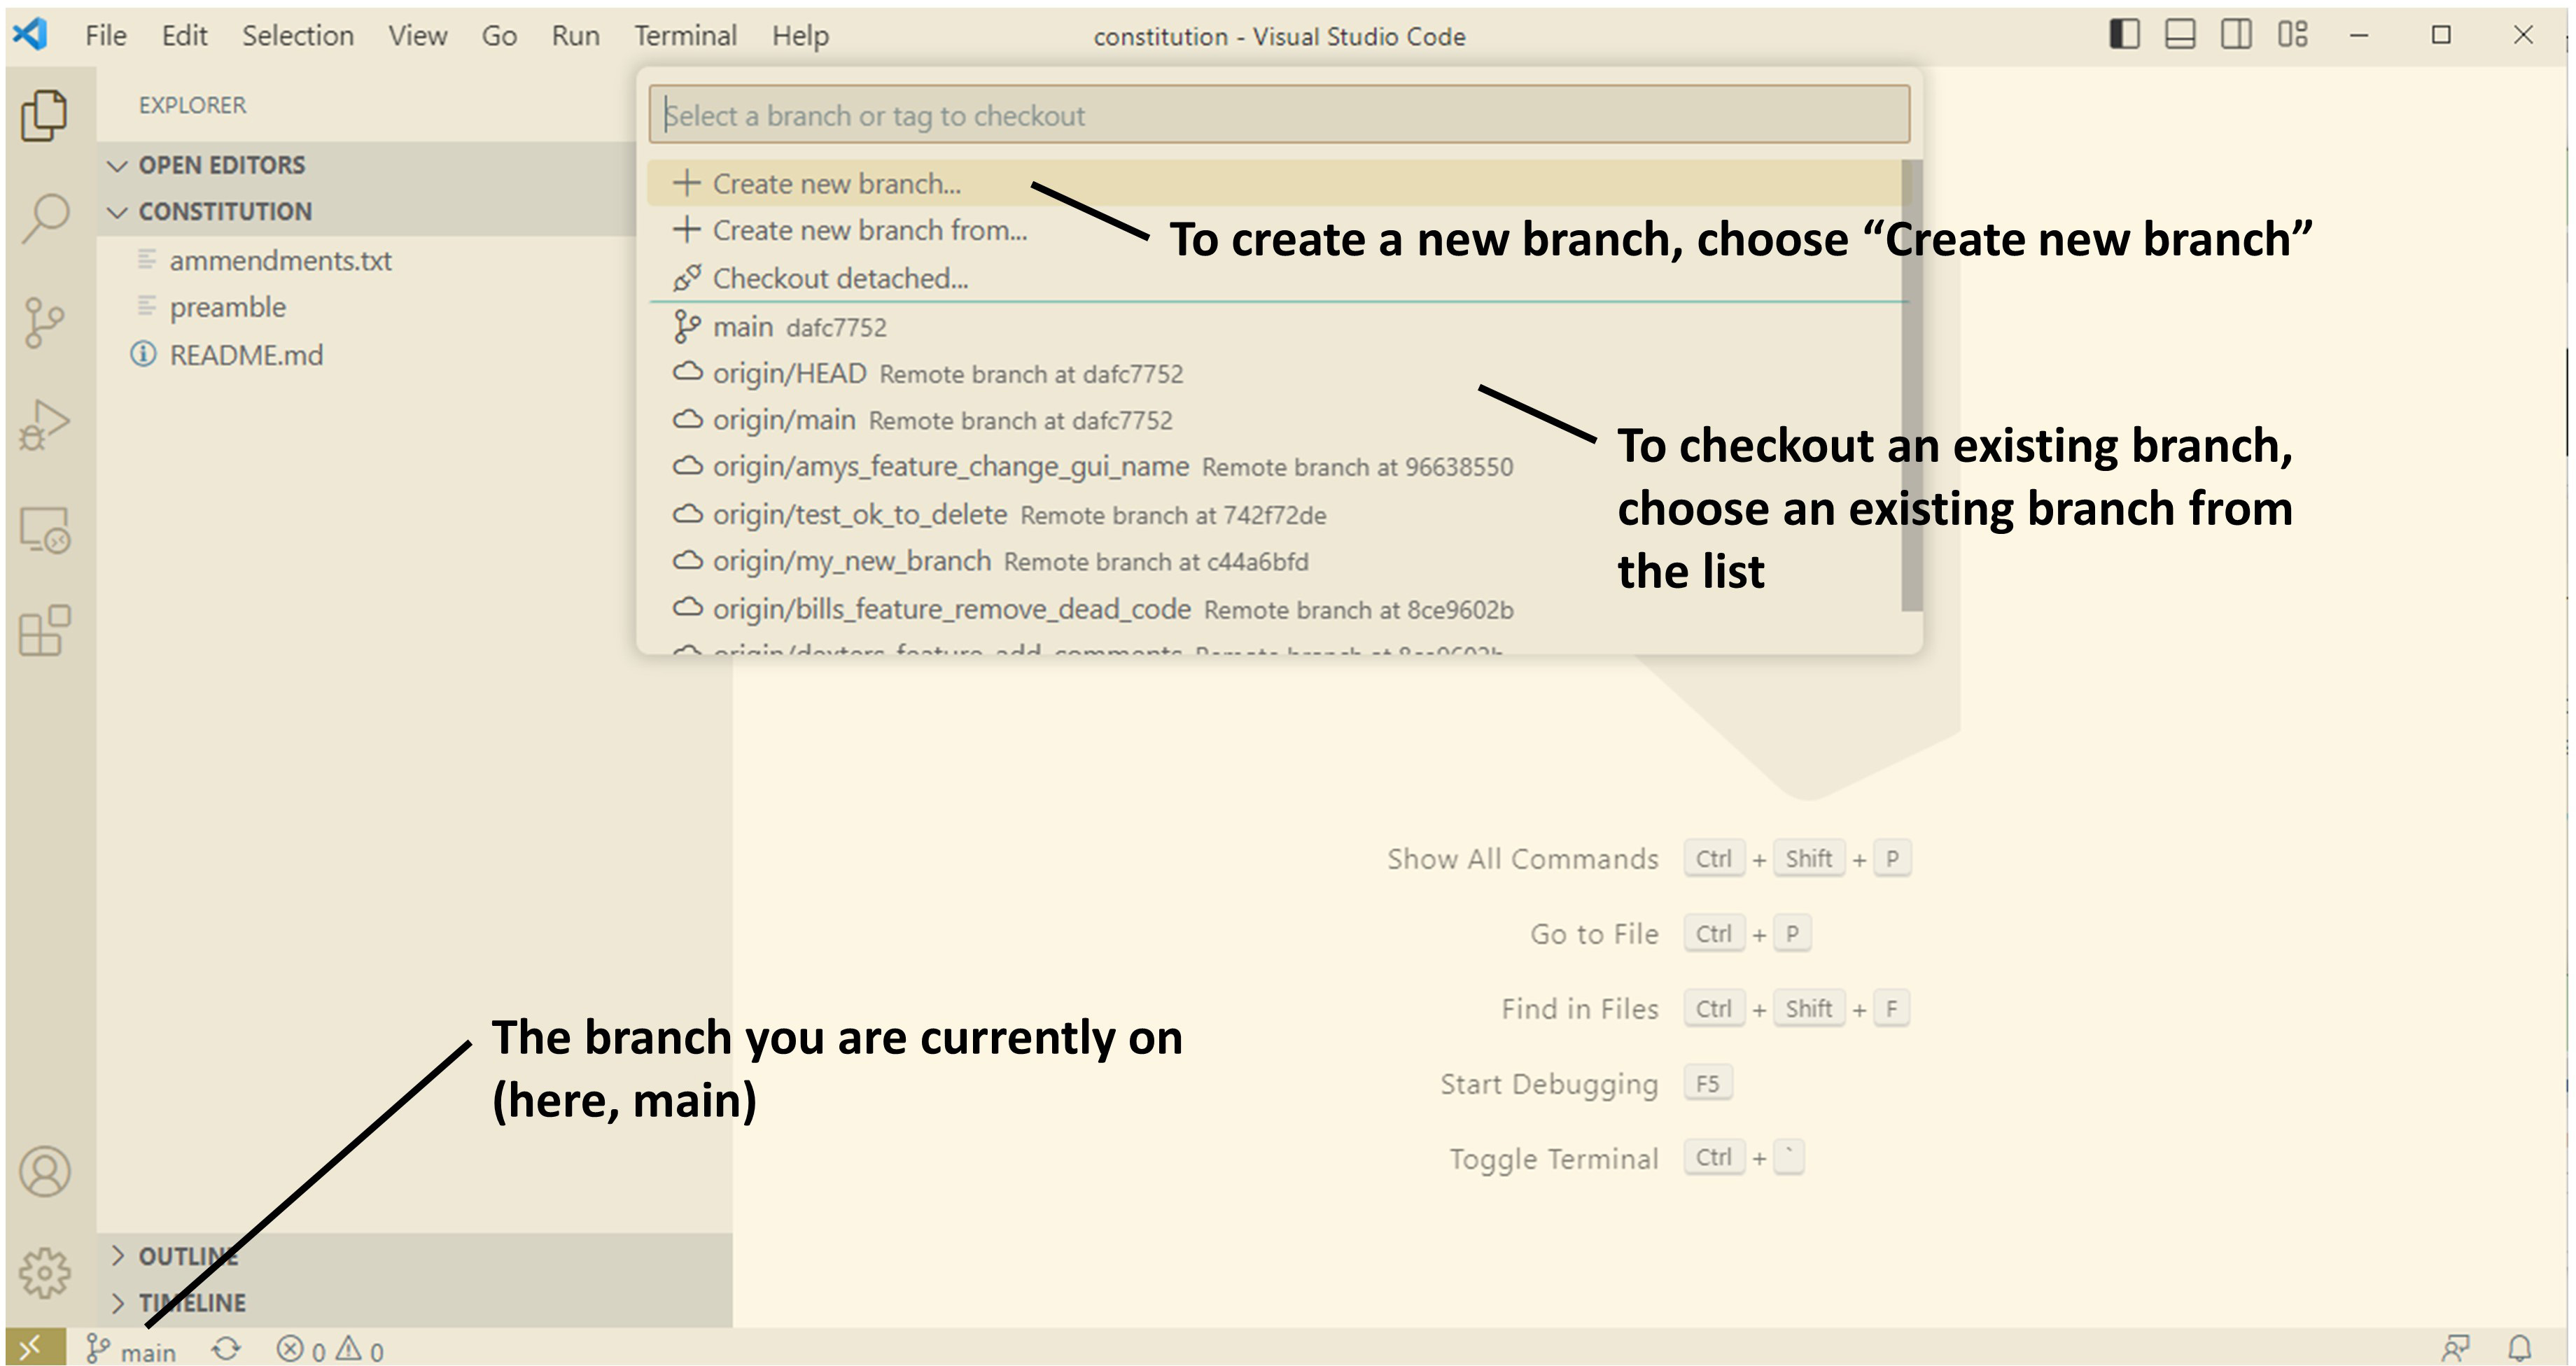 File Edit Selection View Go Run Terminal Help
constitution - Visual Studio Code
EXPLORER
OPEN EDITORS
CONSTITUTION
ammendments.txt
preamble
README.md
Select a branch or tag to checkout
Create new branch...
Create new branch from...
Checkout detached...
main dafc7752
origin/HEAD Remote branch at dafc7752
origin/main Remote branch at dafc7752
origin/amys_feature_change_gui_name Remote branch at 96638550
origin/test_ok_to_delete Remote branch at 742f72de
origin/my_new_branch Remote branch at c44a6bfd
origin/bills_feature_remove_dead_code Remote branch at 8ce9602b
origin/dexters_feature_add_comments Remote branch at 8ce9602b
To create a new branch, choose “Create new branch”
To checkout an existing branch,
choose an existing branch from
the list
Show All Commands Ctrl + Shift + P
Go to File Ctrl + P
Find in Files Ctrl + Shift + F
Start Debugging F5
Toggle Terminal Ctrl + `
The branch you are currently on
(here, main)
OUTLINE
TIMELINE
main 0 0